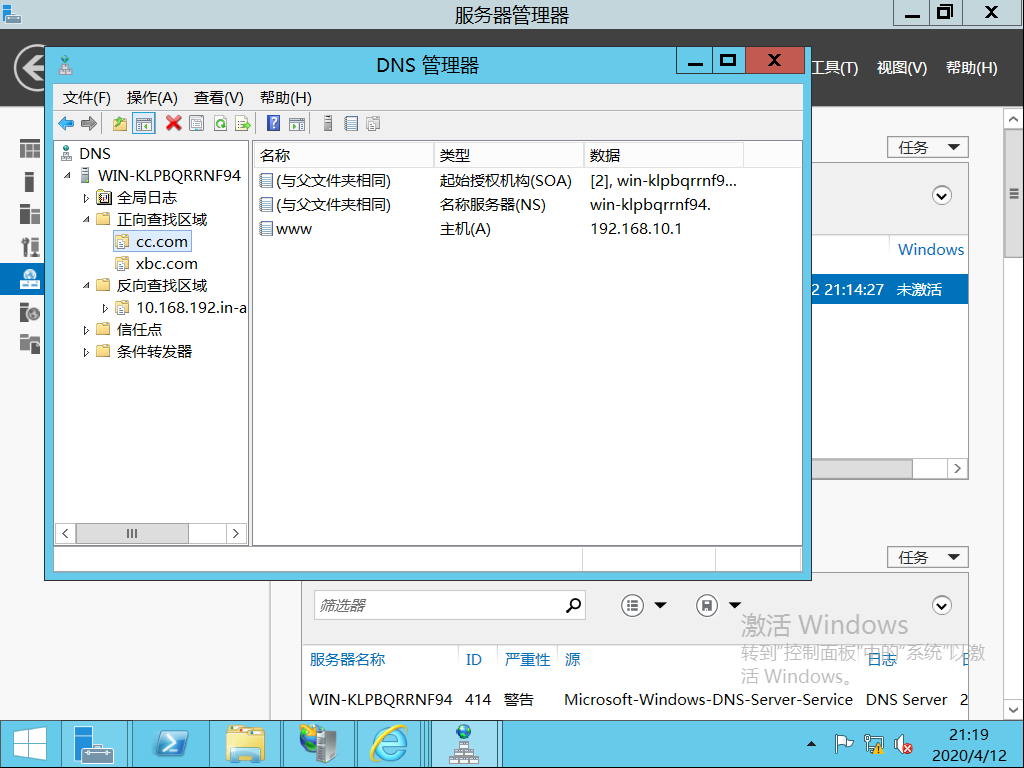 服务器管理器
工具(T) 视图(V) 帮助(H)
DNS 管理器
文件(F) 操作(A) 查看(V) 帮助(H)
DNS
WIN-KLPBQRRNF94
全局日志
正向查找区域
cc.com
xbc.com
反向查找区域
10.168.192.in-a
信任点
条件转发器
名称 类型 数据
(与父文件夹相同) 起始授权机构(SOA) [2], win-klpbqrrnf9...
(与父文件夹相同) 名称服务器(NS) win-klpbqrrnf94.
www 主机(A) 192.168.10.1
任务
Windows
2 21:14:27 未激活
任务
筛选器
激活 Windows
转到"控制面板"中的"系统"以激
活 Windows。
服务器名称 ID 严重性 源 日志 日
WIN-KLPBQRRNF94 414 警告 Microsoft-Windows-DNS-Server-Service DNS Server 2
21:19
2020/4/12